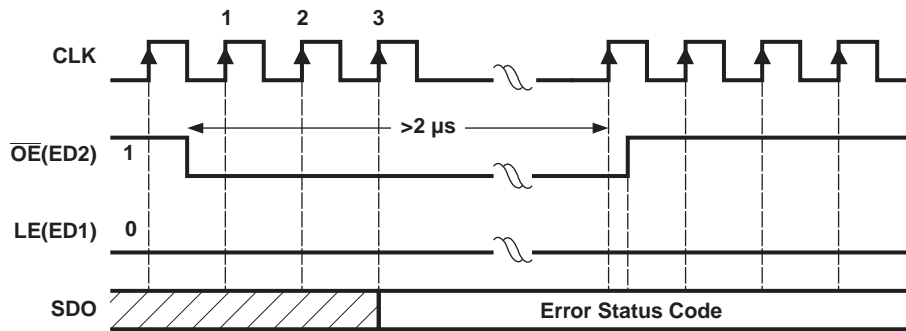 1 2 3
CLK
>2 µs
OE(ED2) 1
LE(ED1) 0
SDO Error Status Code